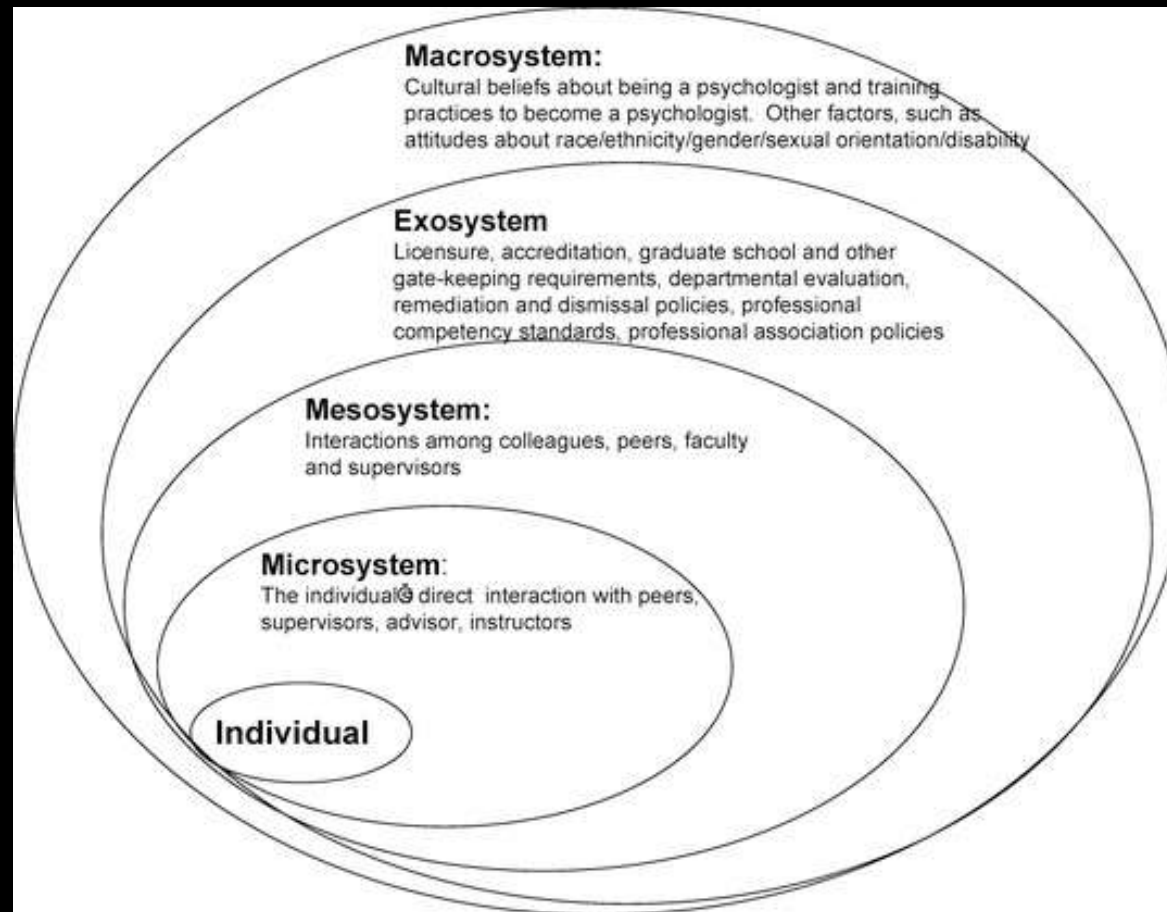 Macrosystem:
Cultural beliefs about being a psychologist and training
practices to become a psychologist. Other factors, such as
attitudes about race/ethnicity/gender/sexual orientation/disability
Exosystem
Licensure, accreditation, graduate school and other
gate-keeping requirements, departmental evaluation,
remediation and dismissal policies, professional
competency standards, professional association policies
Mesosystem:
Interactions among colleagues, peers, faculty
and supervisors
Microsystem:
The direct interaction with peers,
supervisors, advisor, instructors
Individual